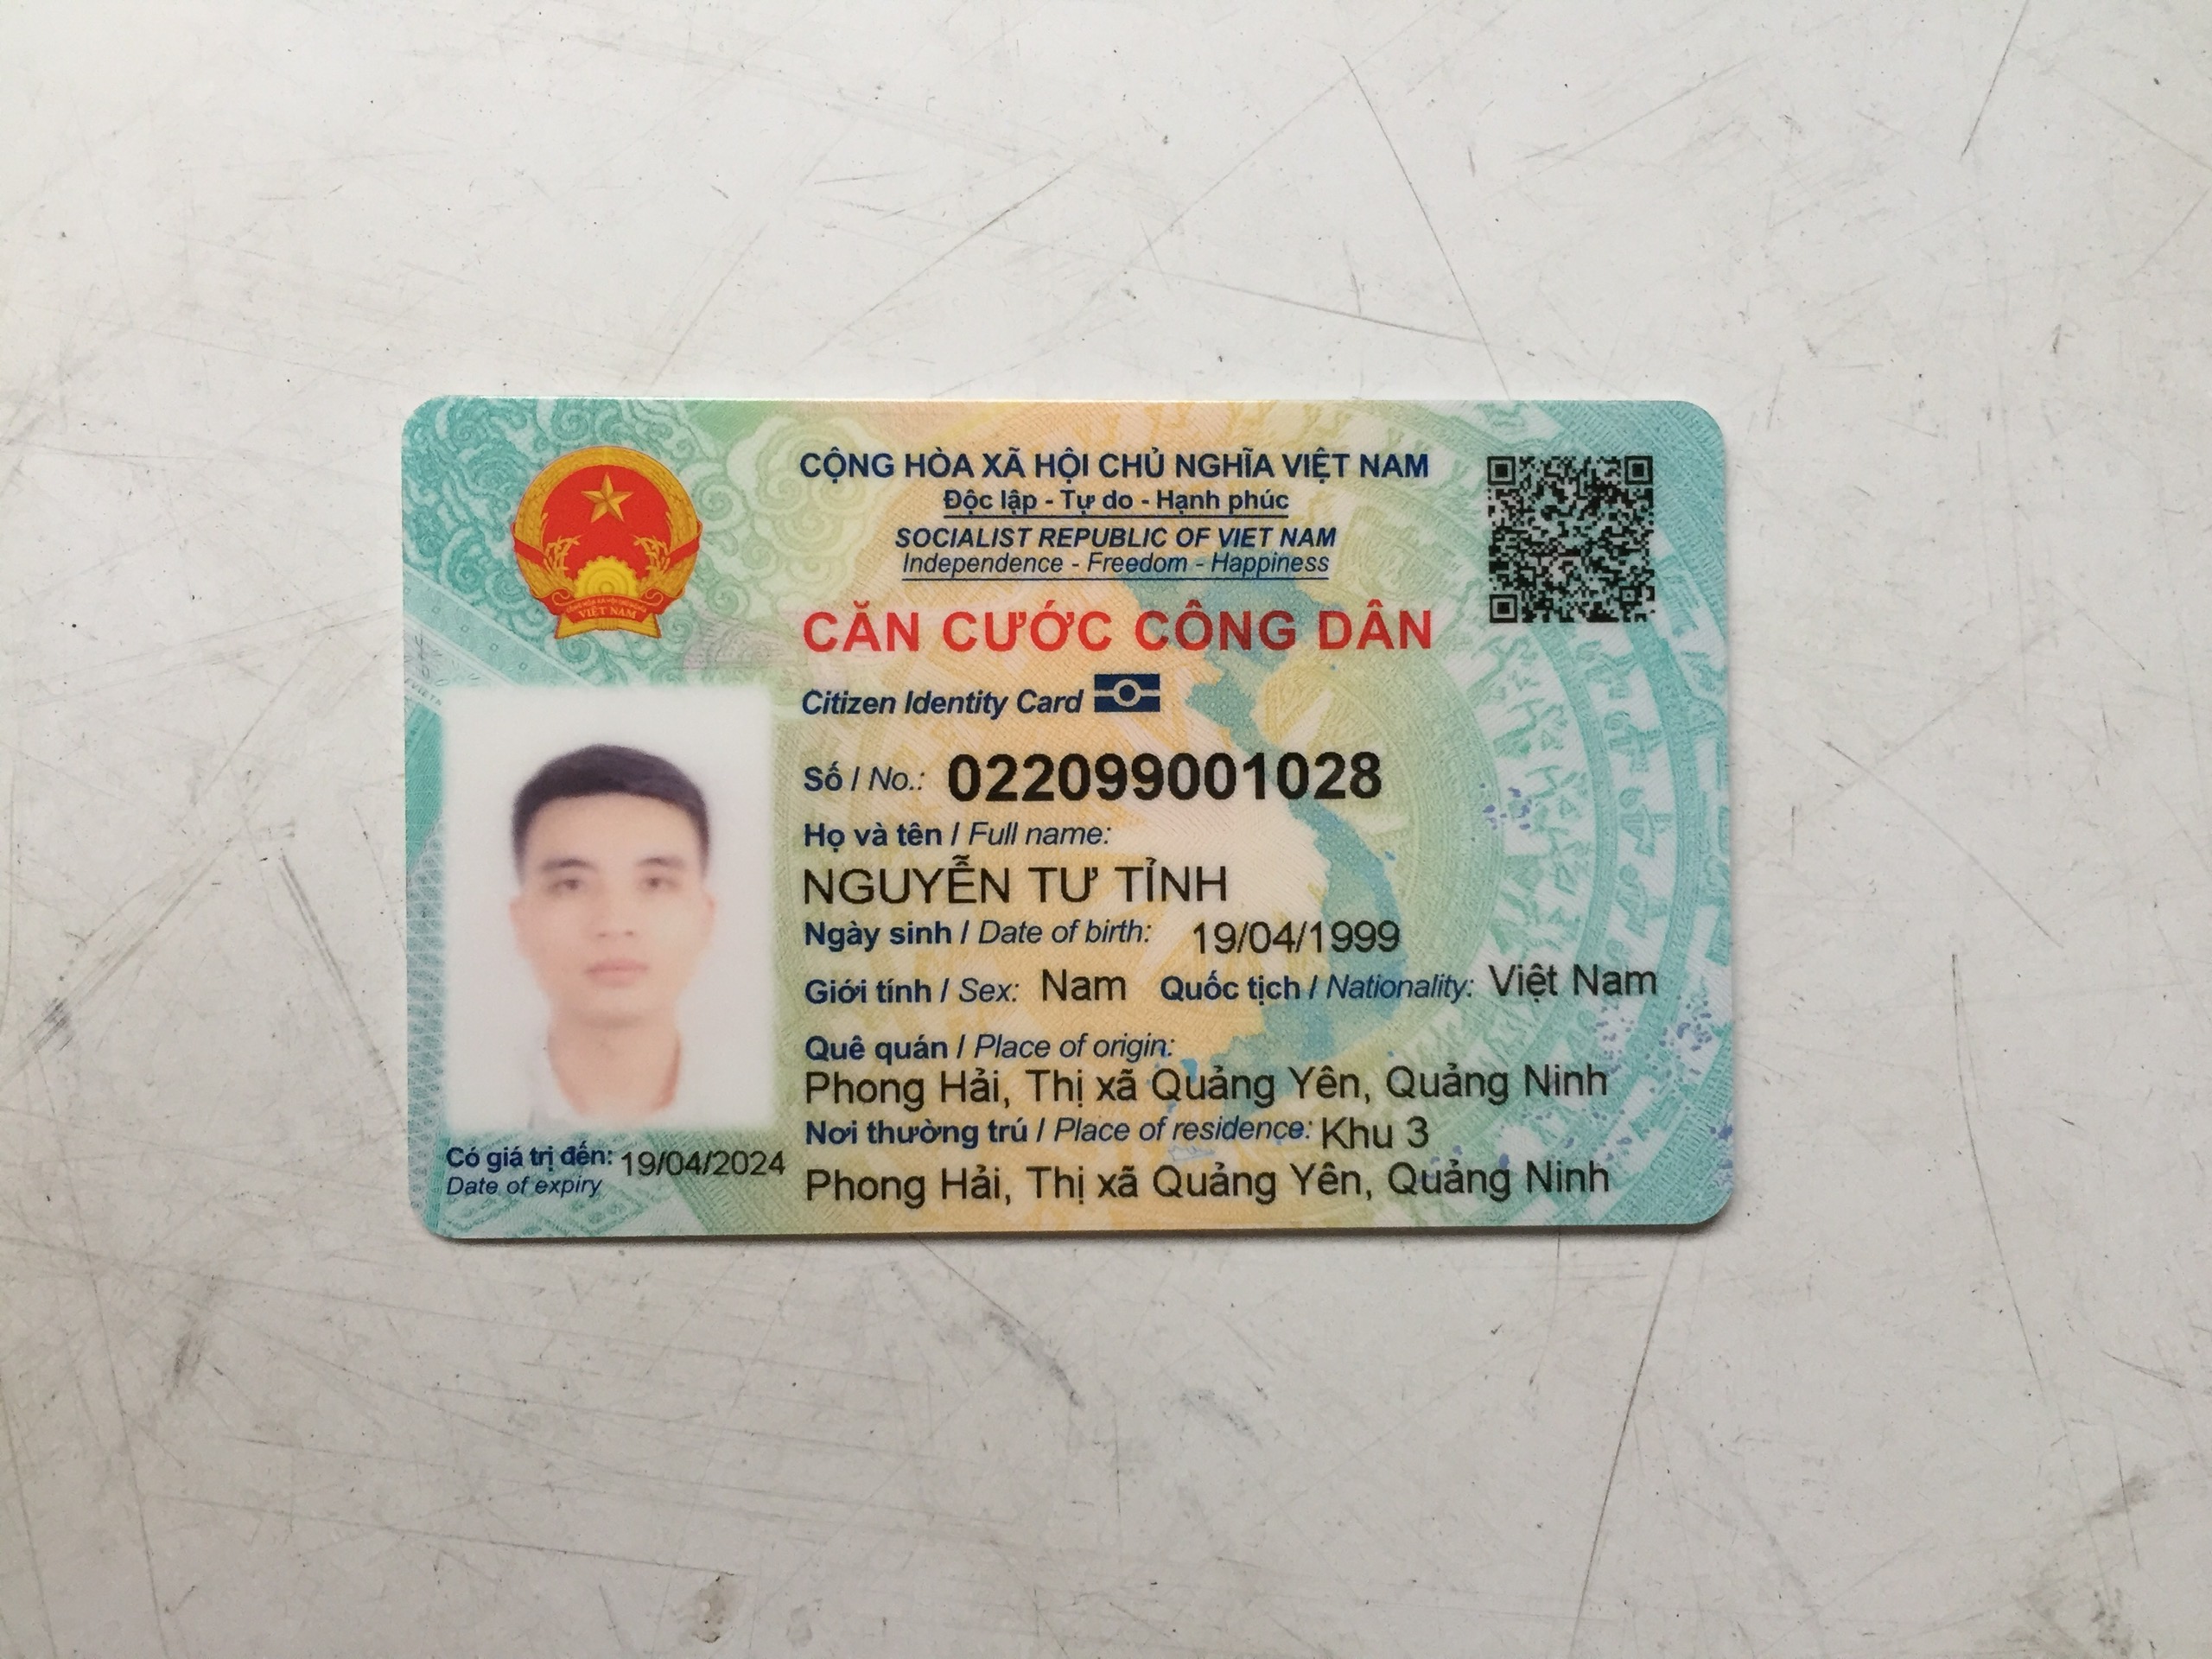 CỘNG HÒA XÃ HỘI CHỦ NGHĨA VIỆT NAM
Độc lập - Tự do - Hạnh phúc
SOCIALIST REPUBLIC OF VIET NAM
Independence - Freedom - Happiness
VIỆT NAM
CĂN CƯỚC CÔNG DÂN
Citizen Identity Card
Số / No.: 022099001028
Họ và tên / Full name:
NGUYỄN TƯ TỈNH
Ngày sinh / Date of birth: 19/04/1999
Giới tính / Sex: Nam Quốc tịch / Nationality: Việt Nam
Quê quán / Place of origin:
Phong Hải, Thị xã Quảng Yên, Quảng Ninh
Nơi thường trú / Place of residence: Khu 3
Phong Hải, Thị xã Quảng Yên, Quảng Ninh
Có giá trị đến: 19/04/2024
Date of expiry